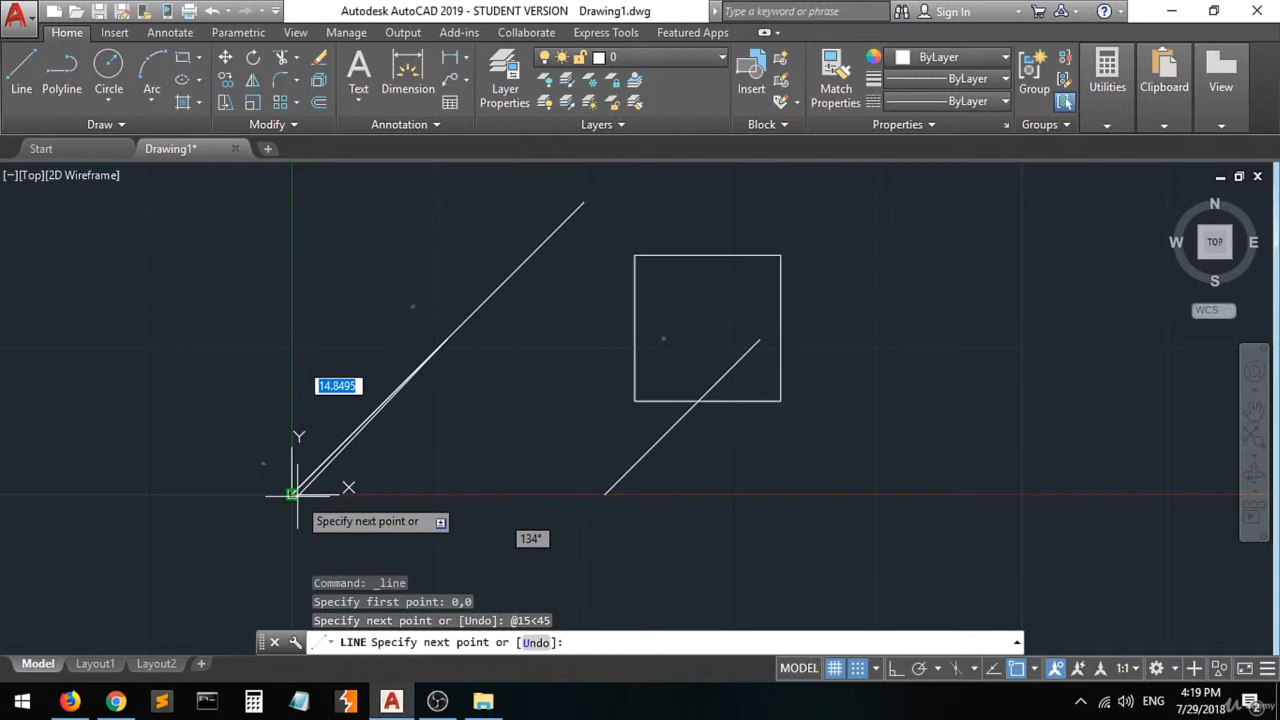 Autodesk AutoCAD 2019 - STUDENT VERSION Drawing1.dwg
Type a keyword or phrase
Sign In
Home Insert Annotate Parametric View Manage Output Add-ins Collaborate Express Tools Featured Apps
Line Polyline Circle Arc Text Dimension Layer Properties 0 Insert Match Properties ByLayer ByLayer ByLayer Group Utilities Clipboard View
Draw Modify Annotation Layers Block Properties Groups
Start Drawing1*
[−][Top][2D Wireframe]
N
W TOP E
S
WCS
14.8495
Y
X
Specify next point or
134°
Command: _line
Specify first point: 0,0
Specify next point or [Undo]: @15<45
LINE Specify next point or [Undo]:
Model Layout1 Layout2 MODEL 1:1
ENG
4:19 PM
7/29/2018
2